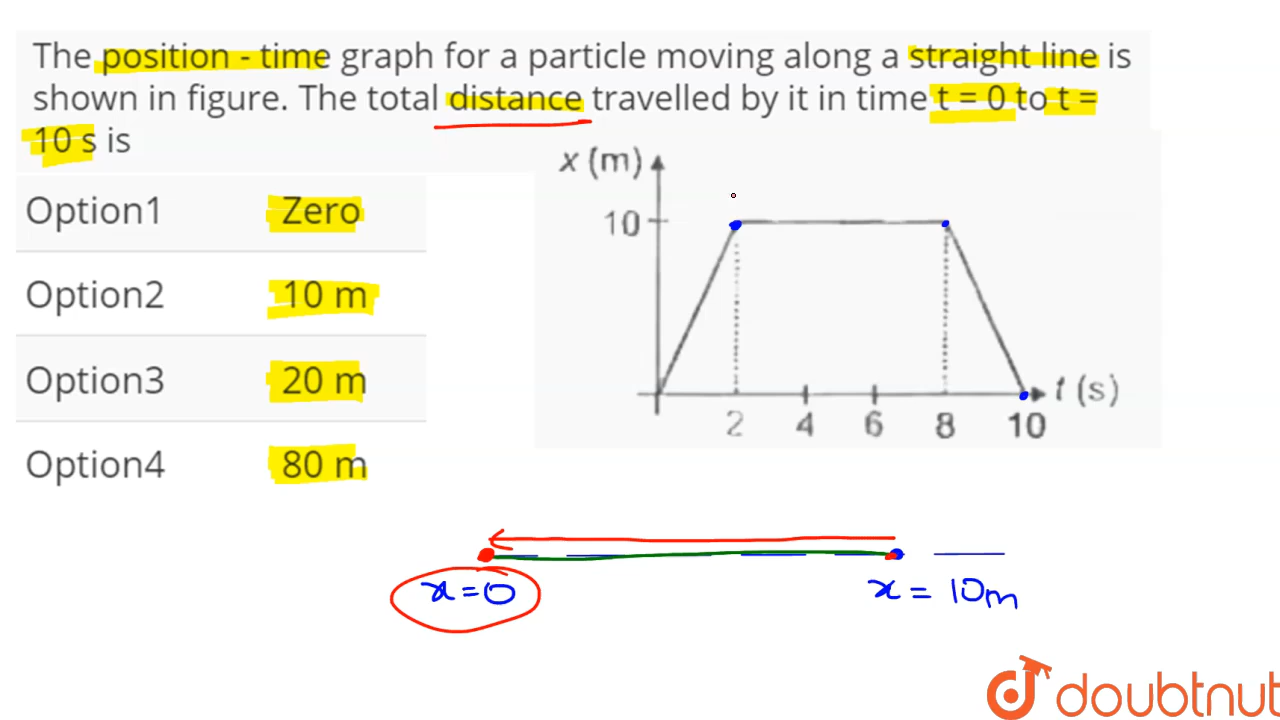 The position - time graph for a particle moving along a straight line is
shown in figure. The total distance travelled by it in time t = 0 to t =
10 s is
Option1 Zero
Option2 10 m
Option3 20 m
Option4 80 m
x (m)
10
2 4 6 8 10
t (s)
x = 0
x = 10m
doubtnut